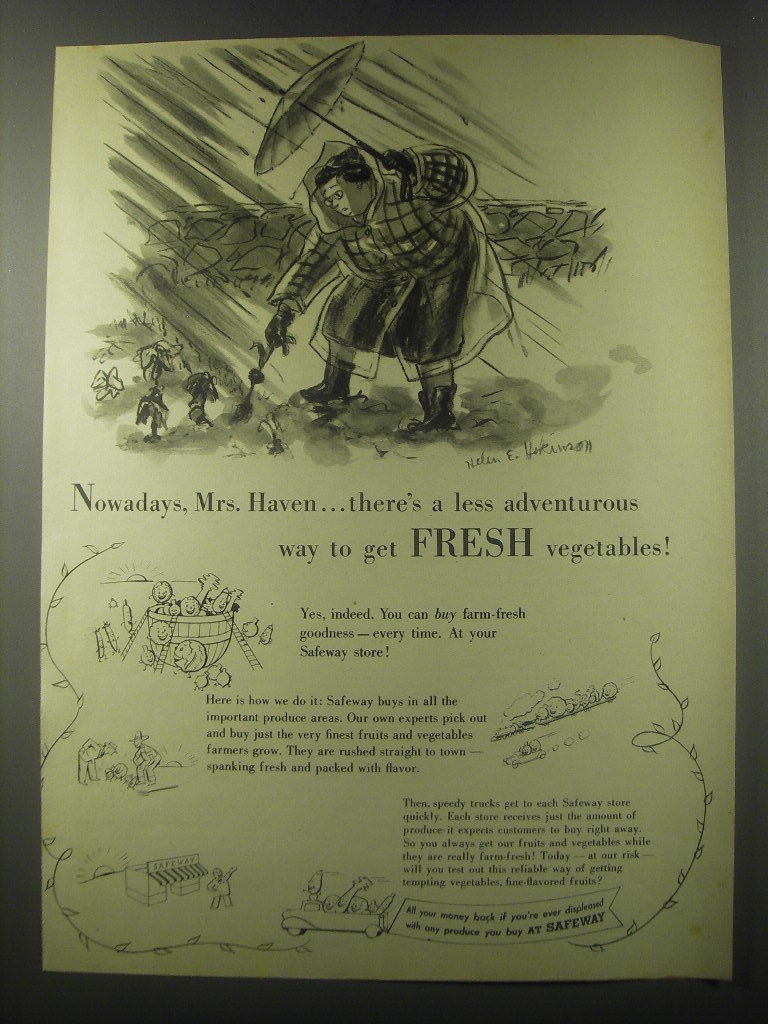 Helen E. Hokinson
Nowadays, Mrs. Haven...there's a less adventurous
way to get FRESH vegetables!
Yes, indeed. You can buy farm-fresh
goodness — every time. At your
Safeway store!
Here is how we do it: Safeway buys in all the
important produce areas. Our own experts pick out
and buy just the very finest fruits and vegetables
farmers grow. They are rushed straight to town —
spanking fresh and packed with flavor.
Then, speedy trucks get to each Safeway store
quickly. Each store receives just the amount of
produce it expects customers to buy right away.
So you always get our fruits and vegetables while
they are really farm-fresh! Today — at our risk —
will you test out this reliable way of getting
tempting vegetables, fine-flavored fruits?
SAFEWAY
All your money back if you're ever displeased
with any produce you buy AT SAFEWAY